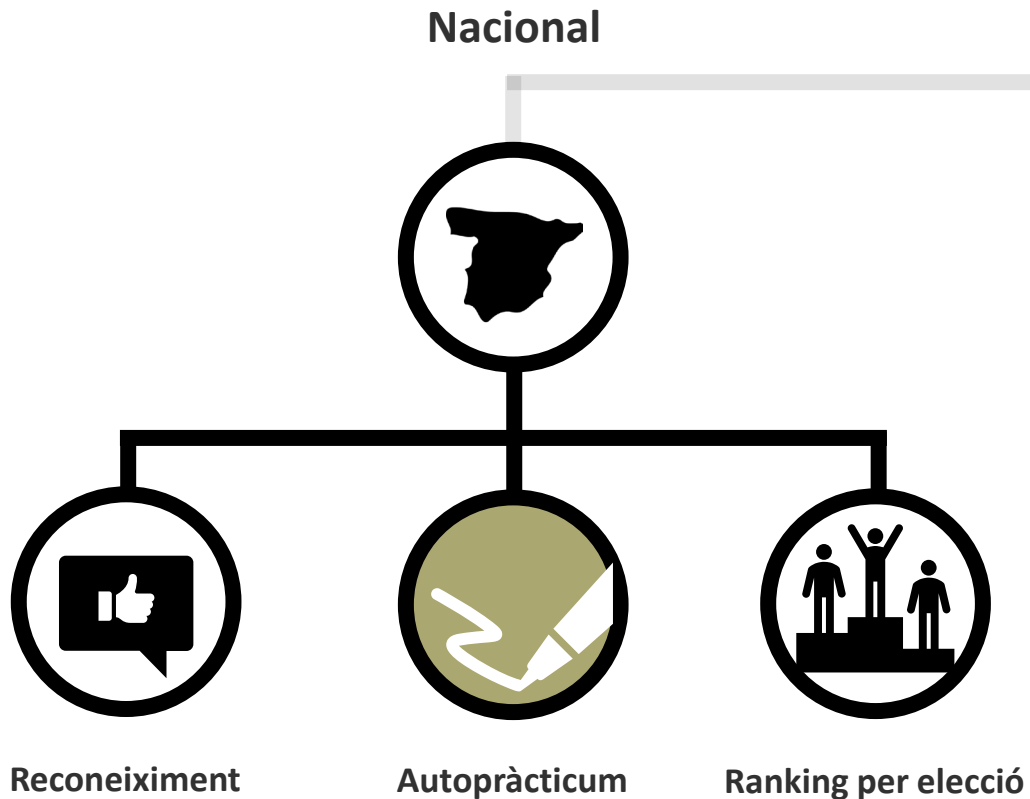 Nacional
Reconeiximent
Autopràcticum
Ranking per elecció